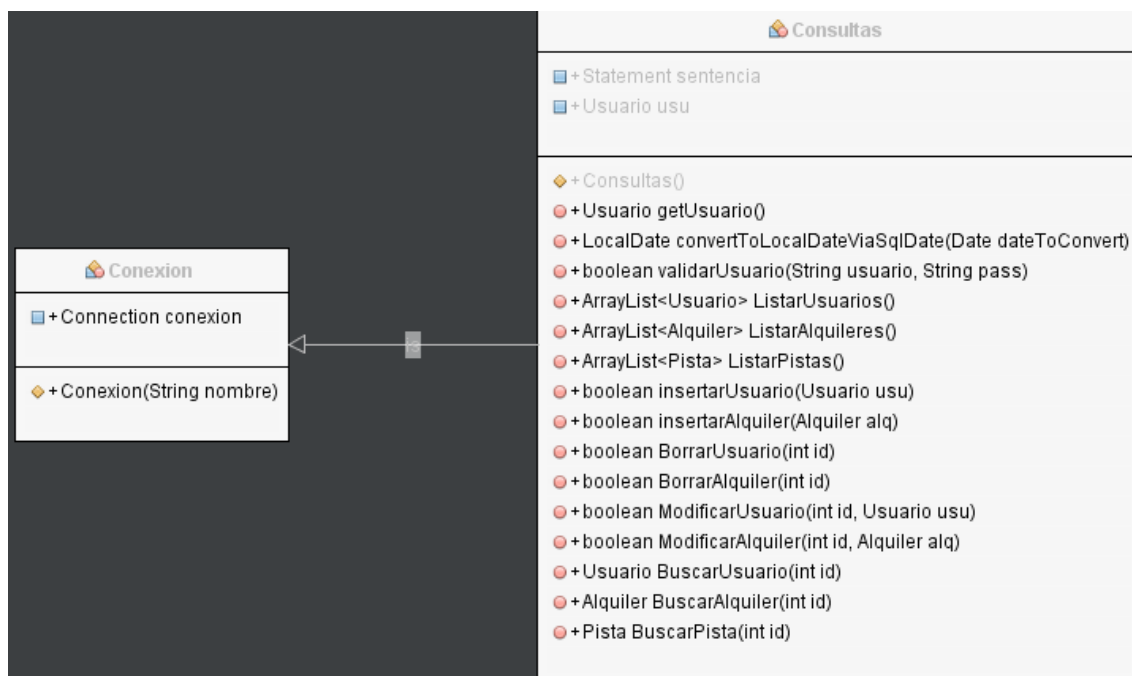 Conexion
+Connection conexion
+Conexion(String nombre)
is
Consultas
+Statement sentencia
+Usuario usu
+Consultas()
+Usuario getUsuario()
+LocalDate convertToLocalDateViaSqlDate(Date dateToConvert)
+boolean validarUsuario(String usuario, String pass)
+ArrayList<Usuario> ListarUsuarios()
+ArrayList<Alquiler> ListarAlquileres()
+ArrayList<Pista> ListarPistas()
+boolean insertarUsuario(Usuario usu)
+boolean insertarAlquiler(Alquiler alq)
+boolean BorrarUsuario(int id)
+boolean BorrarAlquiler(int id)
+boolean ModificarUsuario(int id, Usuario usu)
+boolean ModificarAlquiler(int id, Alquiler alq)
+Usuario BuscarUsuario(int id)
+Alquiler BuscarAlquiler(int id)
+Pista BuscarPista(int id)